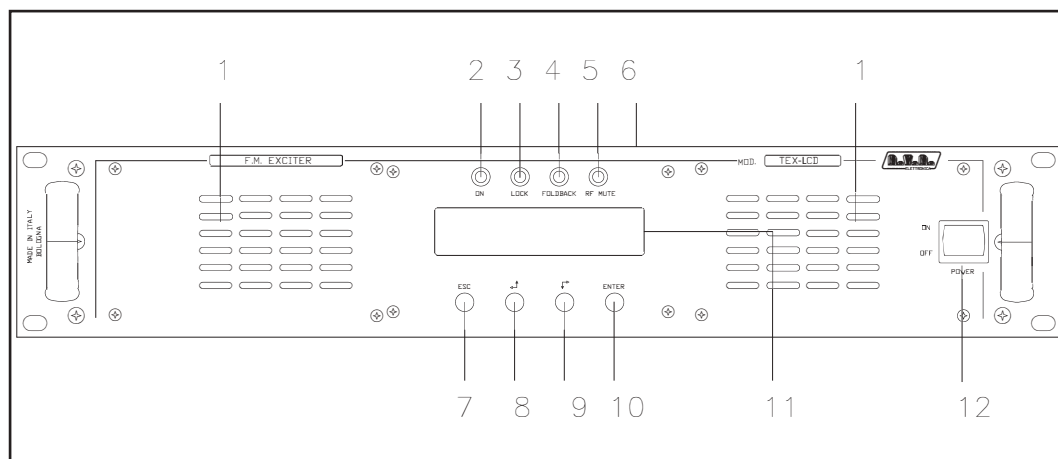 1 2 3 4 5 6 1
F.M. EXCITER
MOD. TEX-LCD
R.V.R.
ELETTRONICA
ON LOCK FOLDBACK RF MUTE
MADE IN ITALY
BOLOGNA
ON
OFF
POWER
ESC ENTER
7 8 9 10 11 12